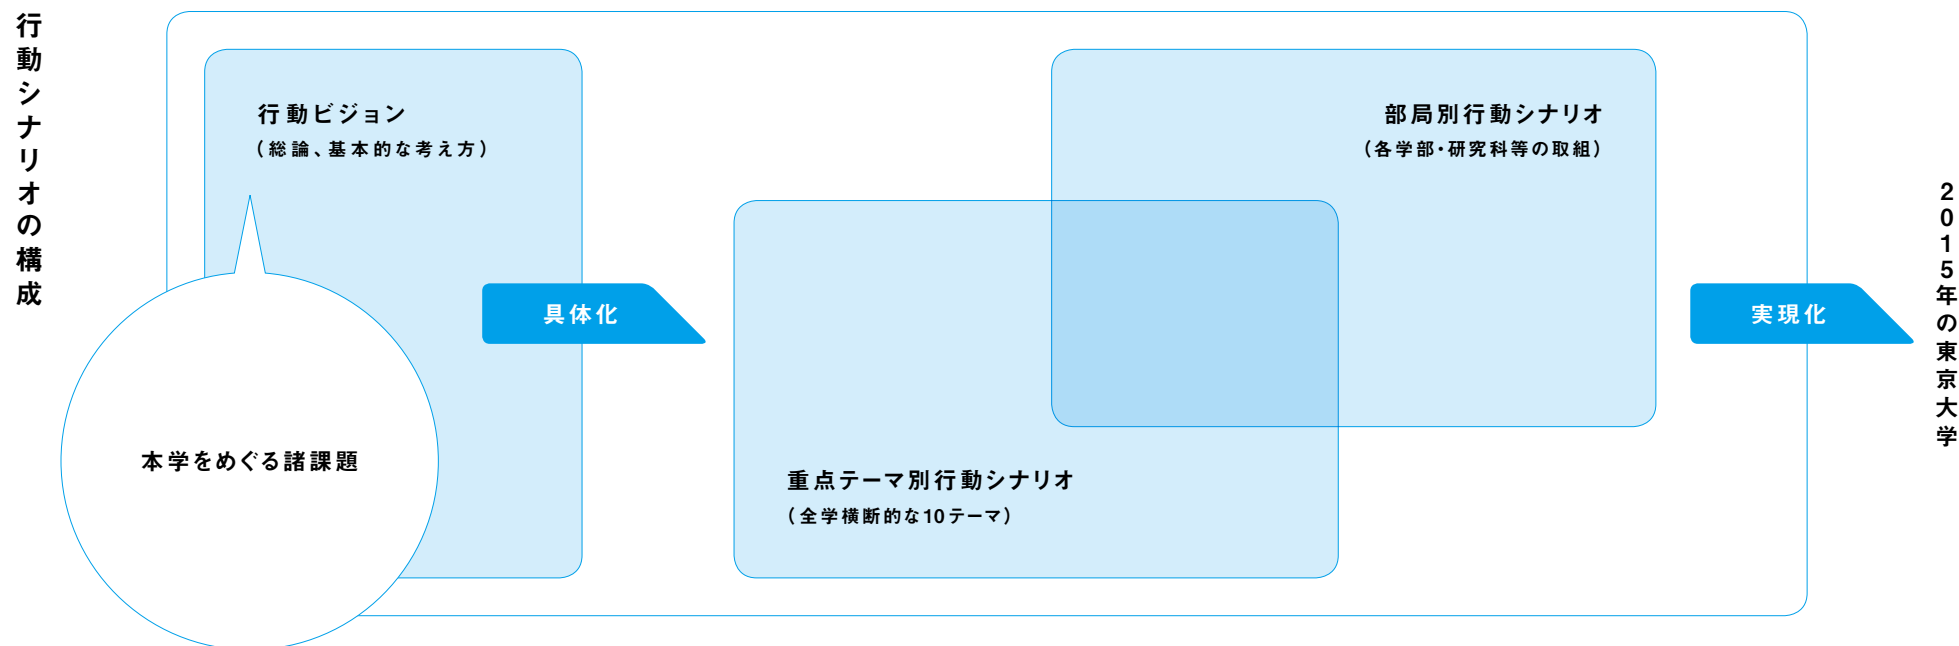 行動シナリオの構成
行動ビジョン
（総論、基本的な考え方）
部局別行動シナリオ
（各学部・研究科等の取組）
具体化
実現化
本学をめぐる諸課題
重点テーマ別行動シナリオ
（全学横断的な10テーマ）
2015年の東京大学